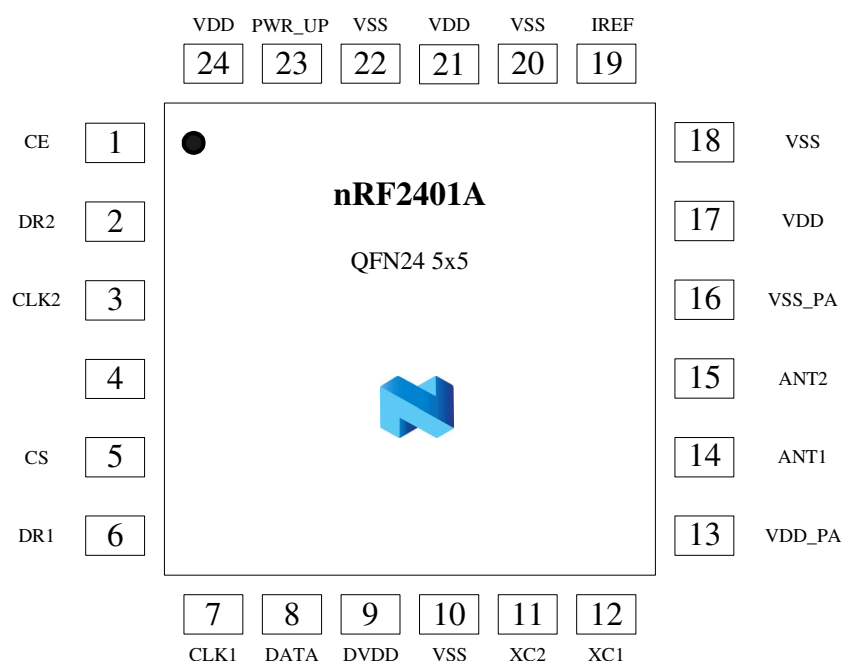 VDD PWR_UP VSS VDD VSS IREF
24 23 22 21 20 19
CE 1 18 VSS
nRF2401A
DR2 2 17 VDD
QFN24 5x5
CLK2 3 16 VSS_PA
4 15 ANT2
CS 5 14 ANT1
DR1 6 13 VDD_PA
7 8 9 10 11 12
CLK1 DATA DVDD VSS XC2 XC1